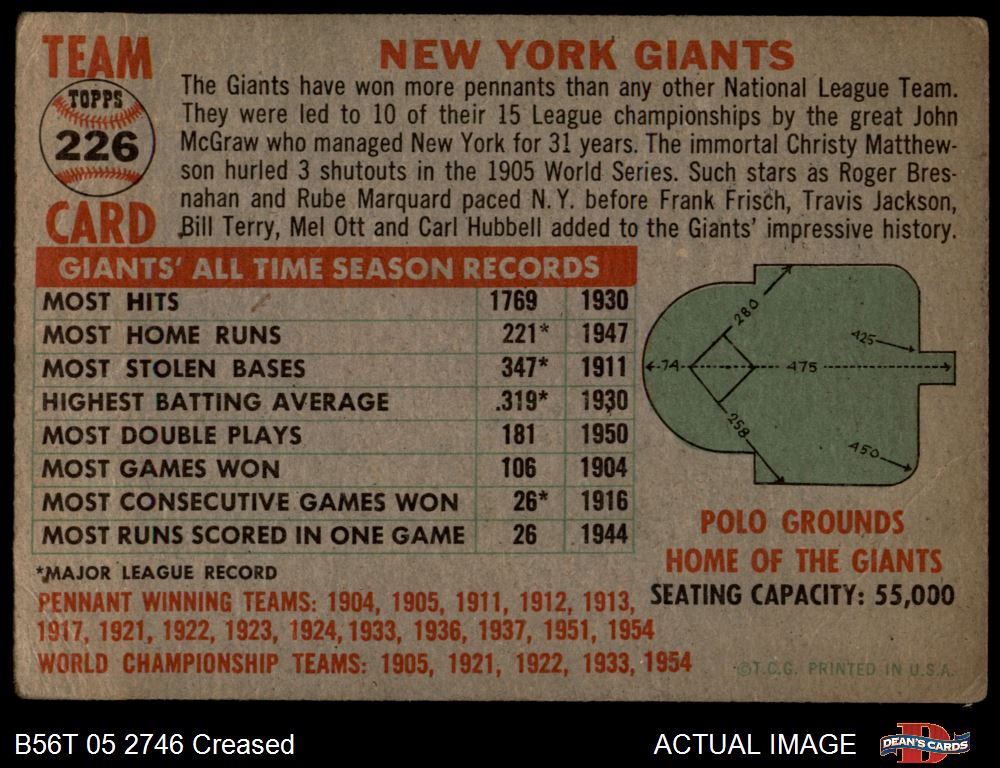 TEAM
TOPPS
226
CARD
NEW YORK GIANTS
The Giants have won more pennants than any other National League Team.
They were led to 10 of their 15 League championships by the great John
McGraw who managed New York for 31 years. The immortal Christy Matthew-
son hurled 3 shutouts in the 1905 World Series. Such stars as Roger Bres-
nahan and Rube Marquard paced N.Y. before Frank Frisch, Travis Jackson,
Bill Terry, Mel Ott and Carl Hubbell added to the Giants' impressive history.
GIANTS' ALL TIME SEASON RECORDS
MOST HITS 1769 1930
MOST HOME RUNS 221* 1947
MOST STOLEN BASES 347* 1911
HIGHEST BATTING AVERAGE .319* 1930
MOST DOUBLE PLAYS 181 1950
MOST GAMES WON 106 1904
MOST CONSECUTIVE GAMES WON 26* 1916
MOST RUNS SCORED IN ONE GAME 26 1944
*MAJOR LEAGUE RECORD
280
425
74 475
258
450
POLO GROUNDS
HOME OF THE GIANTS
SEATING CAPACITY: 55,000
PENNANT WINNING TEAMS: 1904, 1905, 1911, 1912, 1913,
1917, 1921, 1922, 1923, 1924, 1933, 1936, 1937, 1951, 1954
WORLD CHAMPIONSHIP TEAMS: 1905, 1921, 1922, 1933, 1954
©T.C.G. PRINTED IN U.S.A.
B56T 05 2746 Creased
ACTUAL IMAGE
DEAN'S CARDS